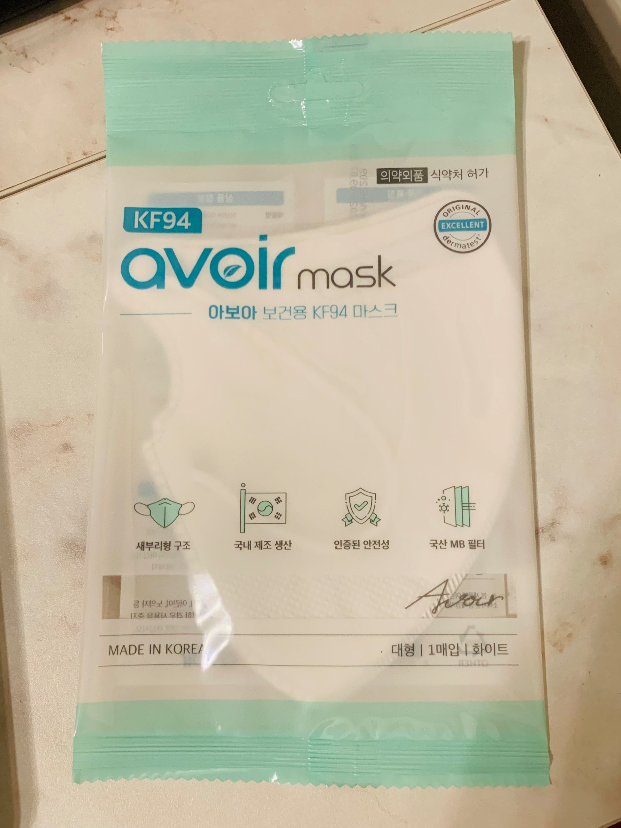 의약외품 식약처 허가
KF94
ORIGINAL
EXCELLENT
dermatest
avoir mask
아보아 보건용 KF94 마스크
새부리형 구조
국내 제조 생산
인증된 안전성
국산 MB 필터
Avoir
MADE IN KOREA
대형 | 1매입 | 화이트